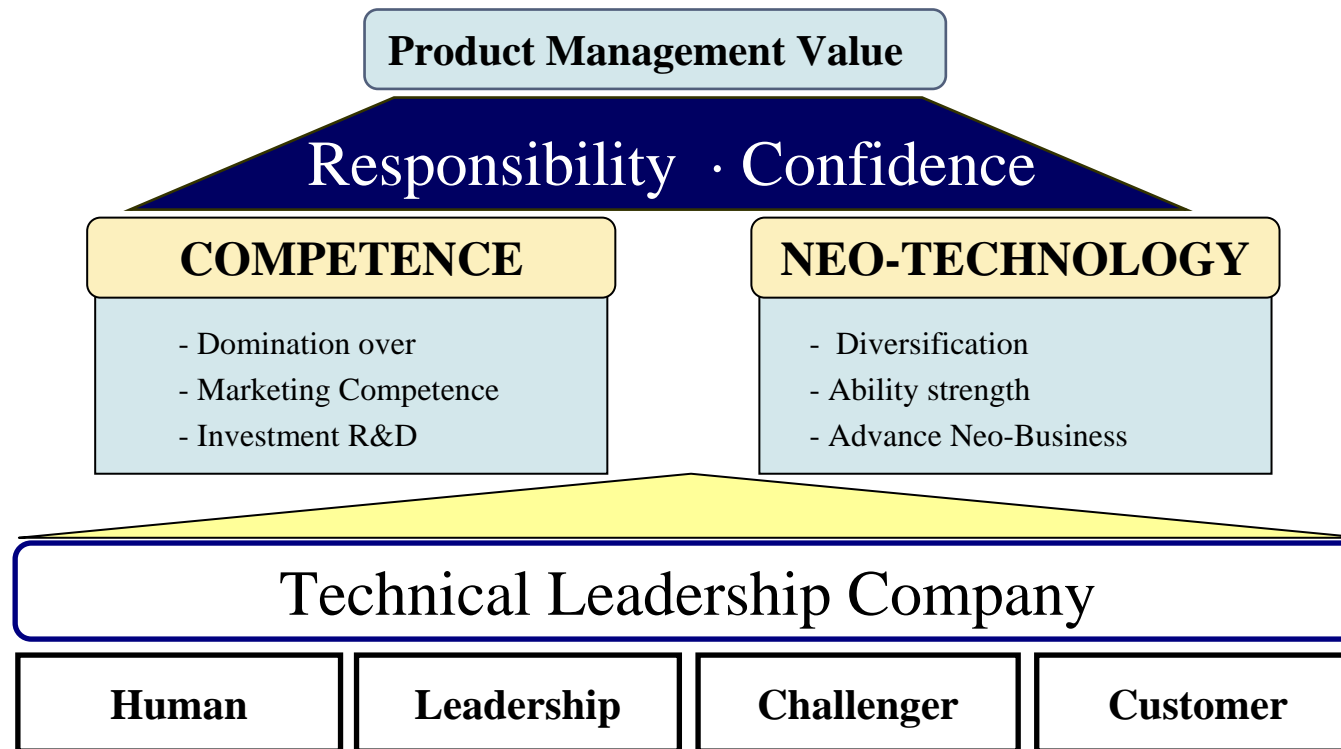 Product Management Value
Responsibility · Confidence
COMPETENCE
- Domination over
- Marketing Competence
- Investment R&D
NEO-TECHNOLOGY
- Diversification
- Ability strength
- Advance Neo-Business
Technical Leadership Company
Human
Leadership
Challenger
Customer